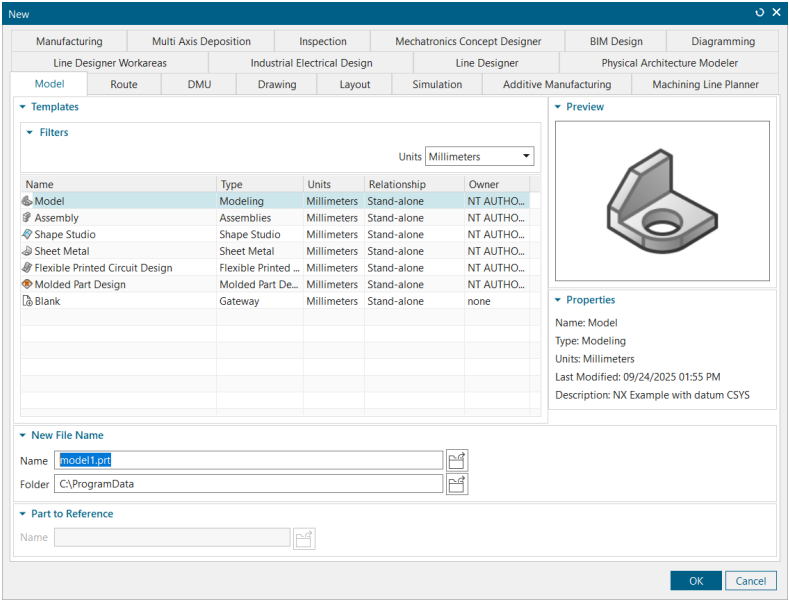 New
Manufacturing Multi Axis Deposition Inspection Mechatronics Concept Designer BIM Design Diagramming
Line Designer Workareas Industrial Electrical Design Line Designer Physical Architecture Modeler
Model Route DMU Drawing Layout Simulation Additive Manufacturing Machining Line Planner
Templates
Filters
Units Millimeters
Name Type Units Relationship Owner
Model Modeling Millimeters Stand-alone NT AUTHO...
Assembly Assemblies Millimeters Stand-alone NT AUTHO...
Shape Studio Shape Studio Millimeters Stand-alone NT AUTHO...
Sheet Metal Sheet Metal Millimeters Stand-alone NT AUTHO...
Flexible Printed Circuit Design Flexible Printed ... Millimeters Stand-alone NT AUTHO...
Molded Part Design Molded Part De... Millimeters Stand-alone NT AUTHO...
Blank Gateway Millimeters Stand-alone none
Preview
Properties
Name: Model
Type: Modeling
Units: Millimeters
Last Modified: 09/24/2025 01:55 PM
Description: NX Example with datum CSYS
New File Name
Name model1.prt
Folder C:\ProgramData
Part to Reference
Name
OK Cancel